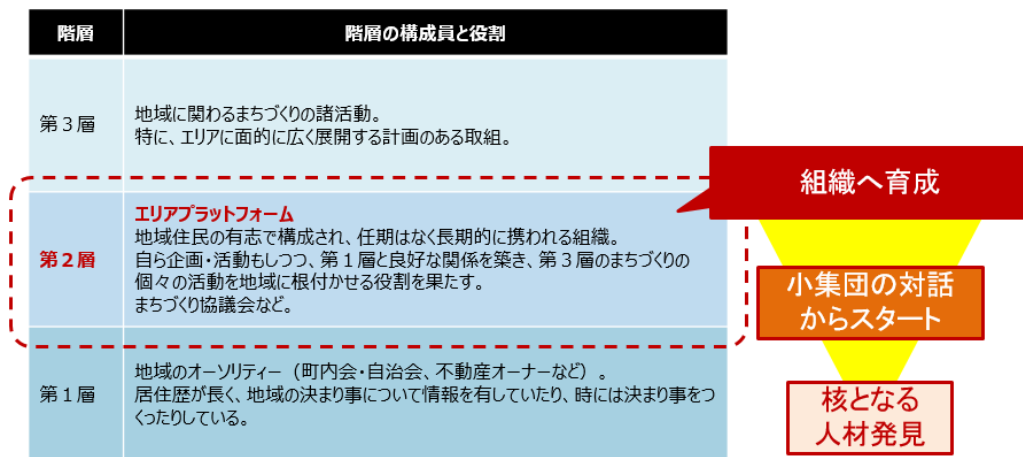 階層
階層の構成員と役割
第３層
地域に関わるまちづくりの諸活動。
特に、エリアに面的に広く展開する計画のある取組。
第２層
エリアプラットフォーム
地域住民の有志で構成され、任期はなく長期的に携われる組織。
自ら企画・活動もしつつ、第１層と良好な関係を築き、第３層のまちづくりの
個々の活動を地域に根付かせる役割を果たす。
まちづくり協議会など。
第１層
地域のオーソリティー（町内会・自治会、不動産オーナーなど）。
居住歴が長く、地域の決まり事について情報を有していたり、時には決まり事をつ
くったりしている。
組織へ育成
小集団の対話
からスタート
核となる
人材発見